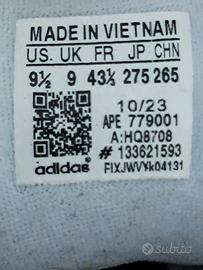 MADE IN VIETNAM
US. UK FR JP CHN
9½ 9 43⅓ 275 265
10/23
APE 779001
A:HQ8708
# 133621593
adidas
FIXJWVYk04131
subito